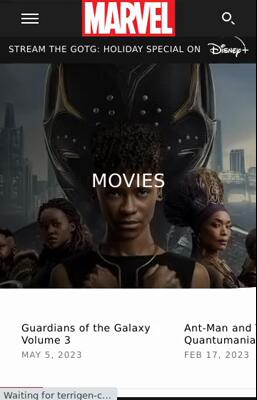 MARVEL
STREAM THE GOTG: HOLIDAY SPECIAL ON Disney+
MOVIES
Guardians of the Galaxy
Volume 3
MAY 5, 2023
Ant-Man and
Quantumania
FEB 17, 2023
Waiting for terrigen-c...